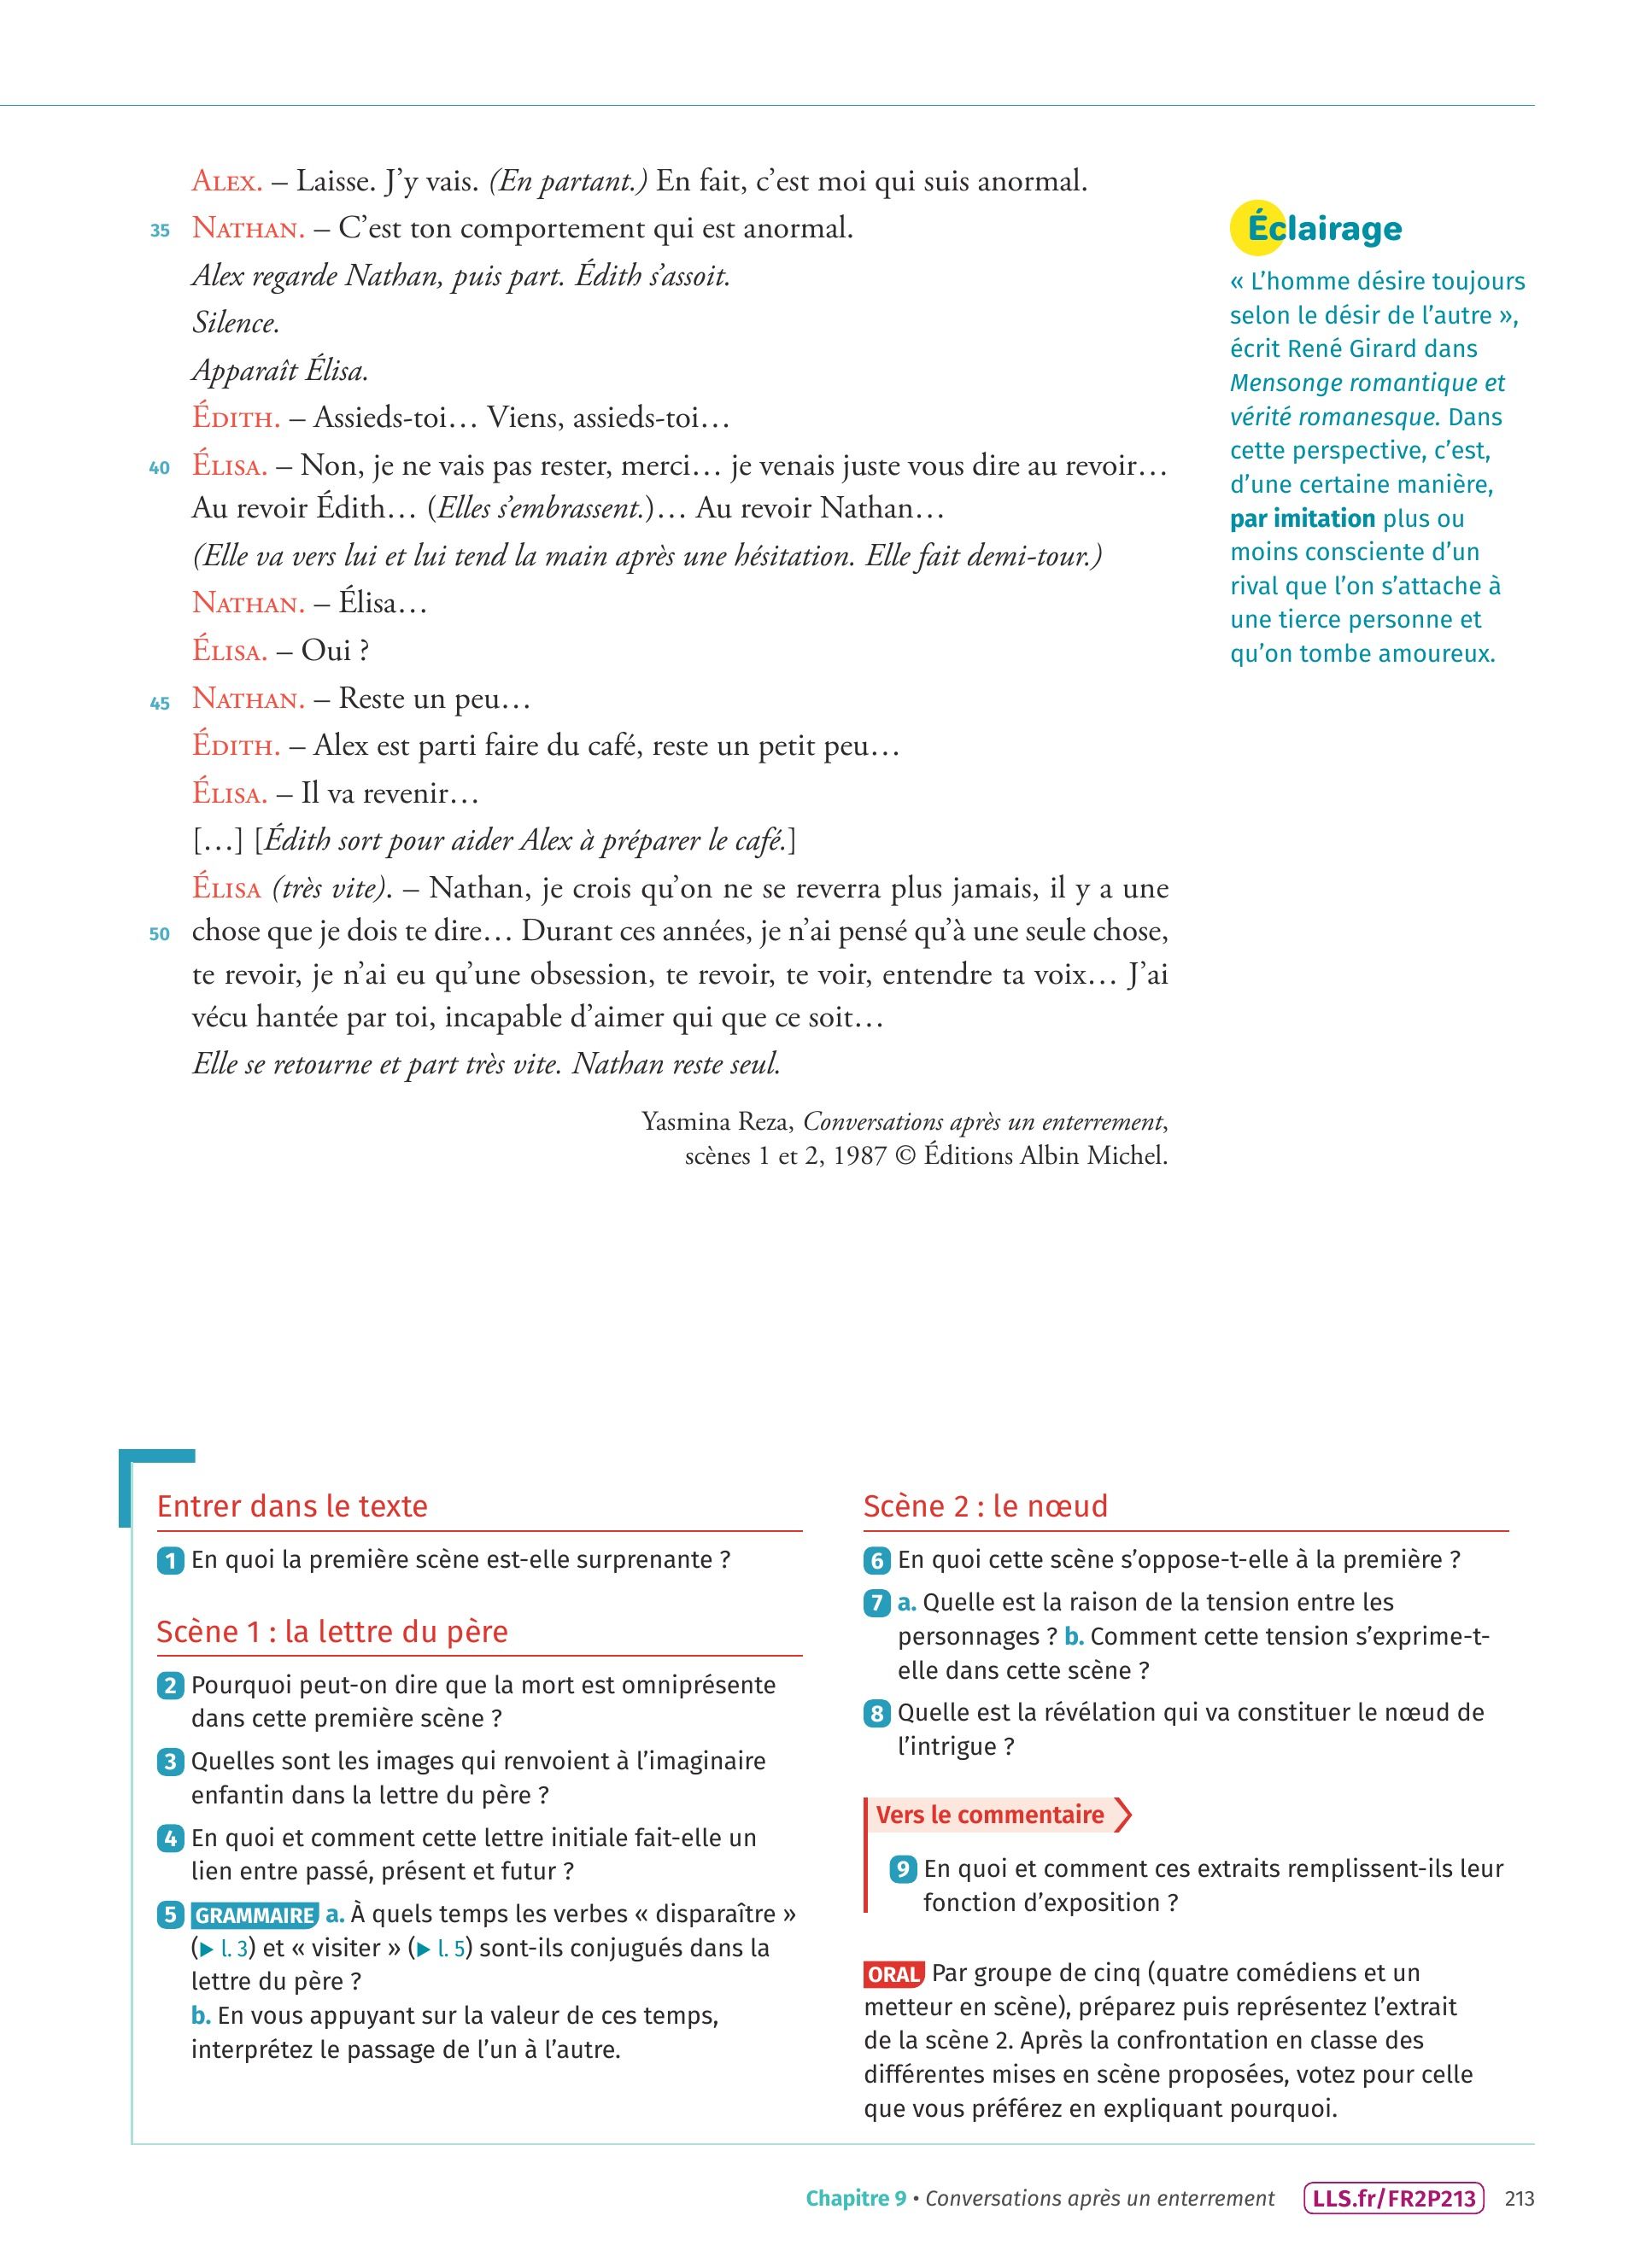 ALEX. – Laisse. J’y vais. (En partant.) En fait, c’est moi qui suis anormal.
35 NATHAN. – C’est ton comportement qui est anormal.
Alex regarde Nathan, puis part. Édith s’assoit.
Silence.
Apparaît Élisa.
ÉDITH. – Assieds-toi… Viens, assieds-toi…
40 ÉLISA. – Non, je ne vais pas rester, merci… je venais juste vous dire au revoir…
Au revoir Édith… (Elles s’embrassent.)… Au revoir Nathan…
(Elle va vers lui et lui tend la main après une hésitation. Elle fait demi-tour.)
NATHAN. – Élisa…
ÉLISA. – Oui ?
45 NATHAN. – Reste un peu…
ÉDITH. – Alex est parti faire du café, reste un petit peu…
ÉLISA. – Il va revenir…
[…] [Édith sort pour aider Alex à préparer le café.]
ÉLISA (très vite). – Nathan, je crois qu’on ne se reverra plus jamais, il y a une
50 chose que je dois te dire… Durant ces années, je n’ai pensé qu’à une seule chose,
te revoir, je n’ai eu qu’une obsession, te revoir, te voir, entendre ta voix… J’ai
vécu hantée par toi, incapable d’aimer qui que ce soit…
Elle se retourne et part très vite. Nathan reste seul.
Yasmina Reza, Conversations après un enterrement,
scènes 1 et 2, 1987 © Éditions Albin Michel.
Éclairage
« L’homme désire toujours
selon le désir de l’autre »,
écrit René Girard dans
Mensonge romantique et
vérité romanesque. Dans
cette perspective, c’est,
d’une certaine manière,
par imitation plus ou
moins consciente d’un
rival que l’on s’attache à
une tierce personne et
qu’on tombe amoureux.
Entrer dans le texte
1 En quoi la première scène est-elle surprenante ?
Scène 1 : la lettre du père
2 Pourquoi peut-on dire que la mort est omniprésente
dans cette première scène ?
3 Quelles sont les images qui renvoient à l’imaginaire
enfantin dans la lettre du père ?
4 En quoi et comment cette lettre initiale fait-elle un
lien entre passé, présent et futur ?
5 GRAMMAIRE a. À quels temps les verbes « disparaître »
(▶ l. 3) et « visiter » (▶ l. 5) sont-ils conjugués dans la
lettre du père ?
b. En vous appuyant sur la valeur de ces temps,
interprétez le passage de l’un à l’autre.
Scène 2 : le nœud
6 En quoi cette scène s’oppose-t-elle à la première ?
7 a. Quelle est la raison de la tension entre les
personnages ? b. Comment cette tension s’exprime-t-
elle dans cette scène ?
8 Quelle est la révélation qui va constituer le nœud de
l’intrigue ?
Vers le commentaire
9 En quoi et comment ces extraits remplissent-ils leur
fonction d’exposition ?
ORAL Par groupe de cinq (quatre comédiens et un
metteur en scène), préparez puis représentez l’extrait
de la scène 2. Après la confrontation en classe des
différentes mises en scène proposées, votez pour celle
que vous préférez en expliquant pourquoi.
Chapitre 9 • Conversations après un enterrement LLS.fr/FR2P213 213